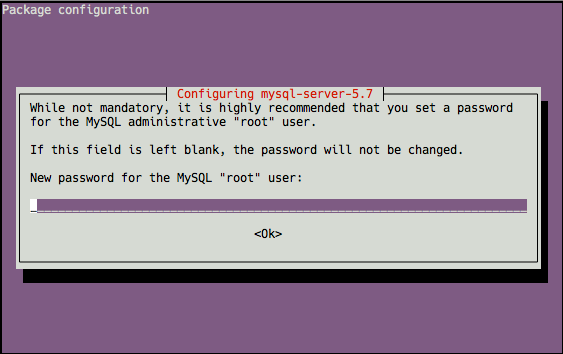 Package configuration
Configuring mysql-server-5.7
While not mandatory, it is highly recommended that you set a password
for the MySQL administrative "root" user.
If this field is left blank, the password will not be changed.
New password for the MySQL "root" user:
<Ok>